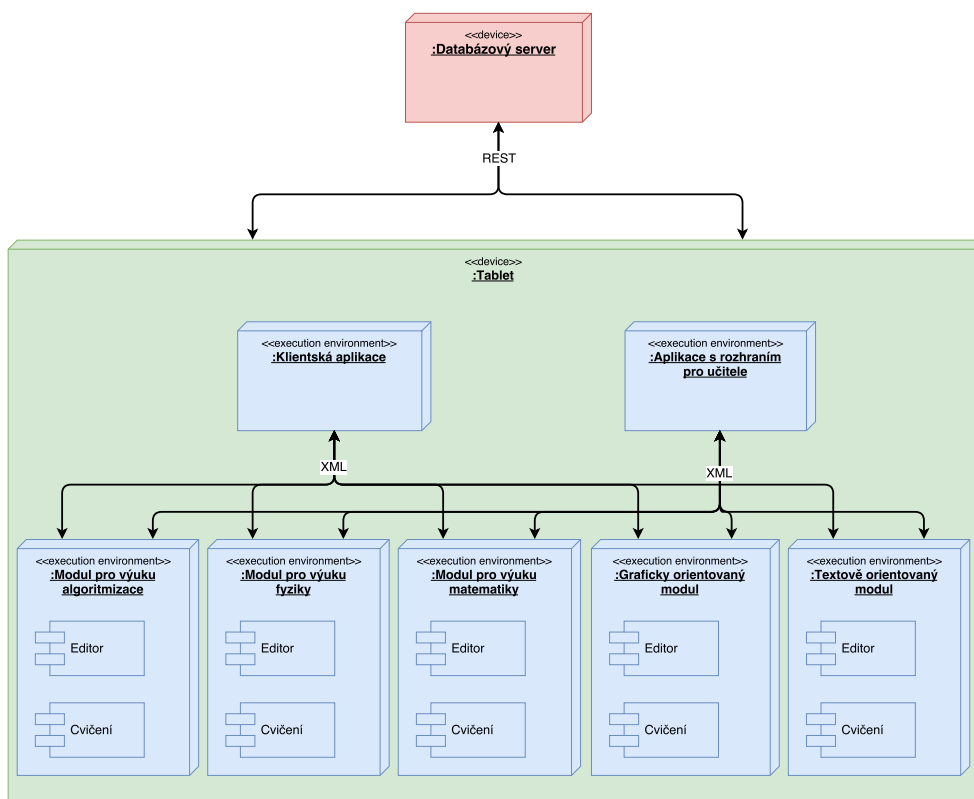 <<device>>
:Databázový server
REST
<<device>>
:Tablet
<<execution environment>>
:Klientská aplikace
<<execution environment>>
:Aplikace s rozhraním
pro učitele
XML
XML
<<execution environment>>
:Modul pro výuku
algoritmizace
Editor
Cvičení
<<execution environment>>
:Modul pro výuku
fyziky
Editor
Cvičení
<<execution environment>>
:Modul pro výuku
matematiky
Editor
Cvičení
<<execution environment>>
:Graficky orientovaný
modul
Editor
Cvičení
<<execution environment>>
:Textově orientovaný
modul
Editor
Cvičení